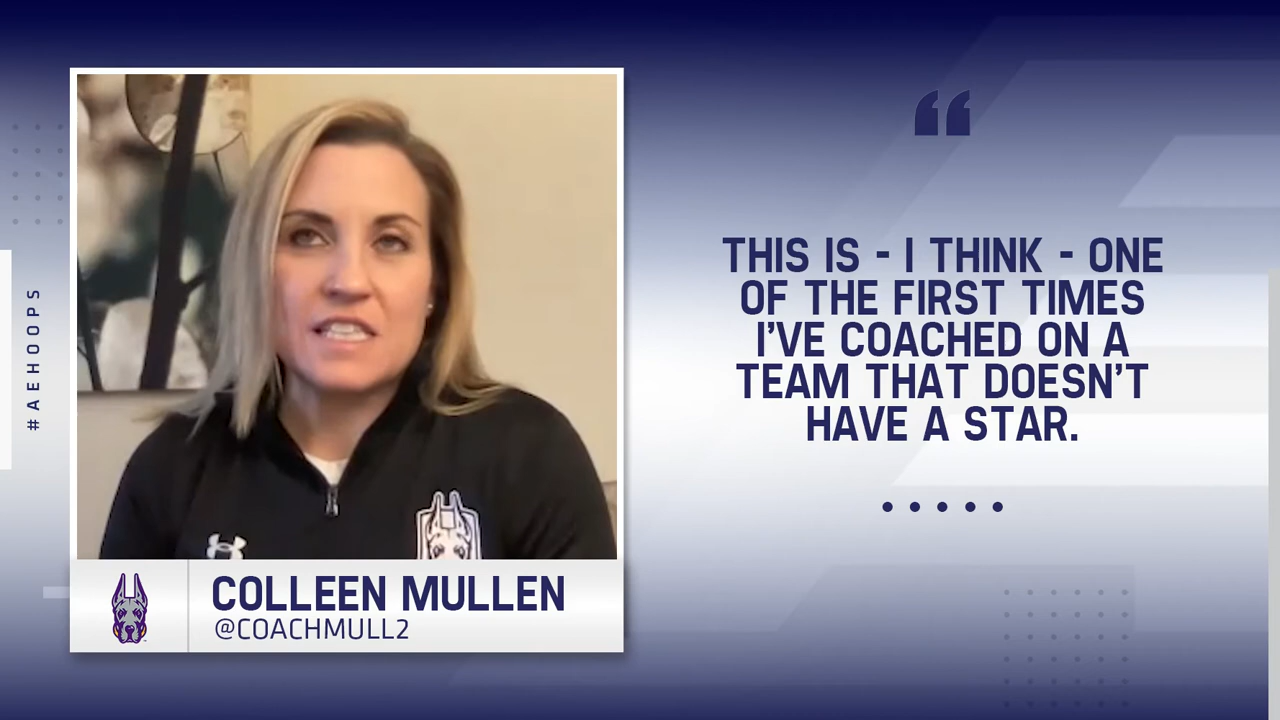 #AEHOOPS
“
THIS IS - I THINK - ONE
OF THE FIRST TIMES
I’VE COACHED ON A
TEAM THAT DOESN’T
HAVE A STAR.
COLLEEN MULLEN
@COACHMULL2